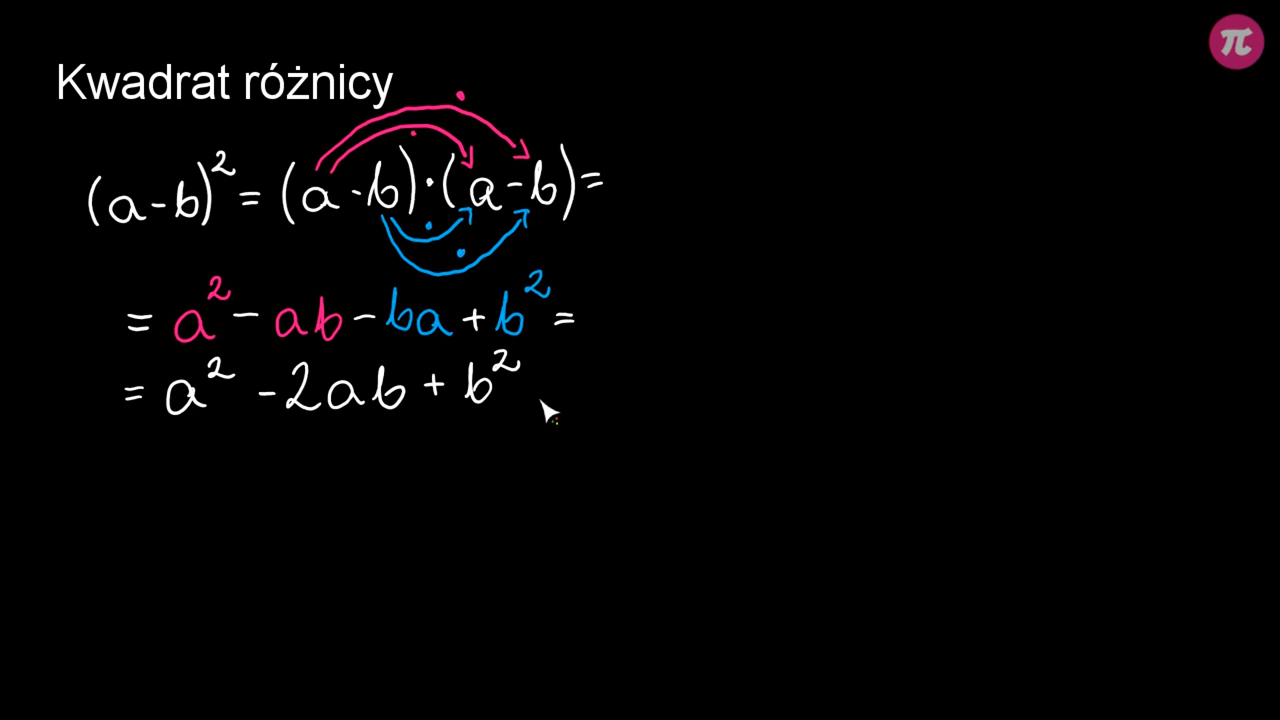 π
Kwadrat różnicy
(a-b)² = (a-b)·(a-b)=
= a² - ab - ba + b² =
= a² - 2ab + b²